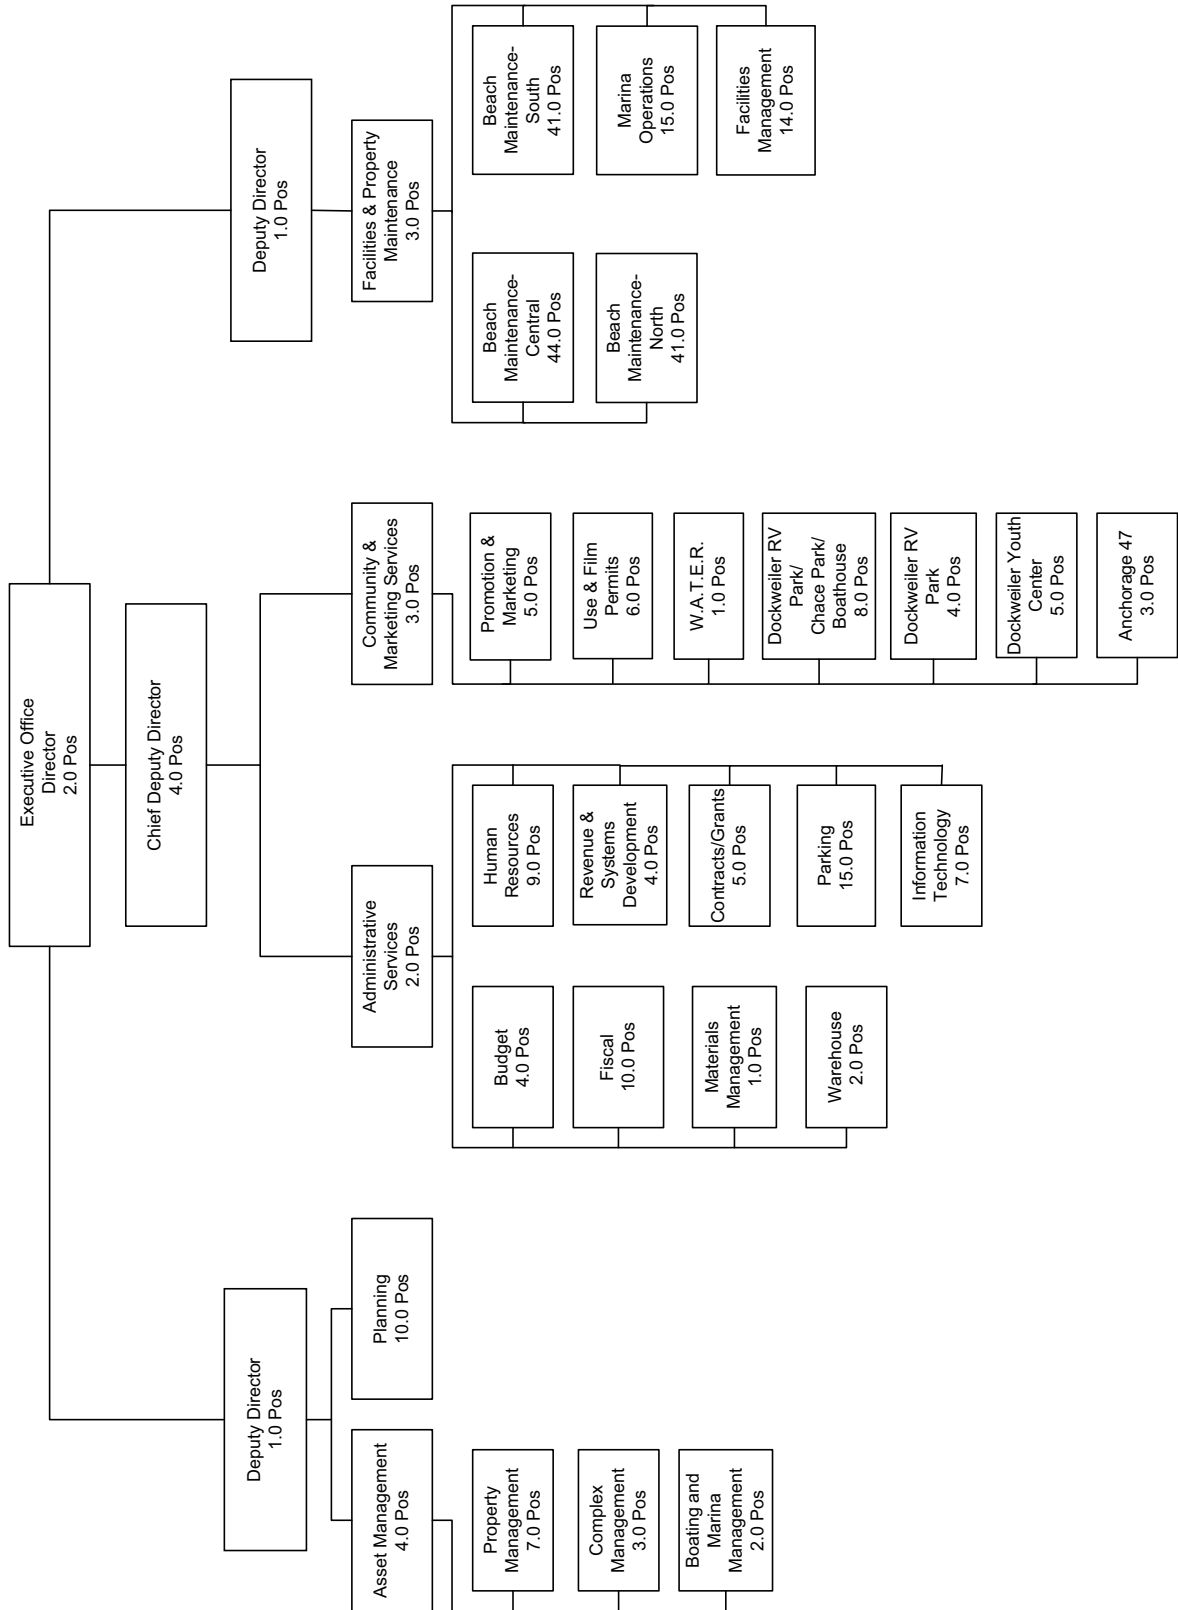 Executive Office
Director
2.0 Pos
Chief Deputy Director
4.0 Pos
Deputy Director
1.0 Pos
Asset Management
4.0 Pos
Property
Management
7.0 Pos
Complex
Management
3.0 Pos
Boating and
Marina
Management
2.0 Pos
Planning
10.0 Pos
Administrative
Services
2.0 Pos
Budget
4.0 Pos
Fiscal
10.0 Pos
Materials
Management
1.0 Pos
Warehouse
2.0 Pos
Human
Resources
9.0 Pos
Revenue &
Systems
Development
4.0 Pos
Contracts/Grants
5.0 Pos
Parking
15.0 Pos
Information
Technology
7.0 Pos
Community &
Marketing Services
3.0 Pos
Promotion &
Marketing
5.0 Pos
Use & Film
Permits
6.0 Pos
W.A.T.E.R.
1.0 Pos
Dockweiler RV
Park/
Chace Park/
Boathouse
8.0 Pos
Dockweiler RV
Park
4.0 Pos
Dockweiler Youth
Center
5.0 Pos
Anchorage 47
3.0 Pos
Deputy Director
1.0 Pos
Facilities & Property
Maintenance
3.0 Pos
Beach
Maintenance-
Central
44.0 Pos
Beach
Maintenance-
North
41.0 Pos
Beach
Maintenance-
South
41.0 Pos
Marina
Operations
15.0 Pos
Facilities
Management
14.0 Pos